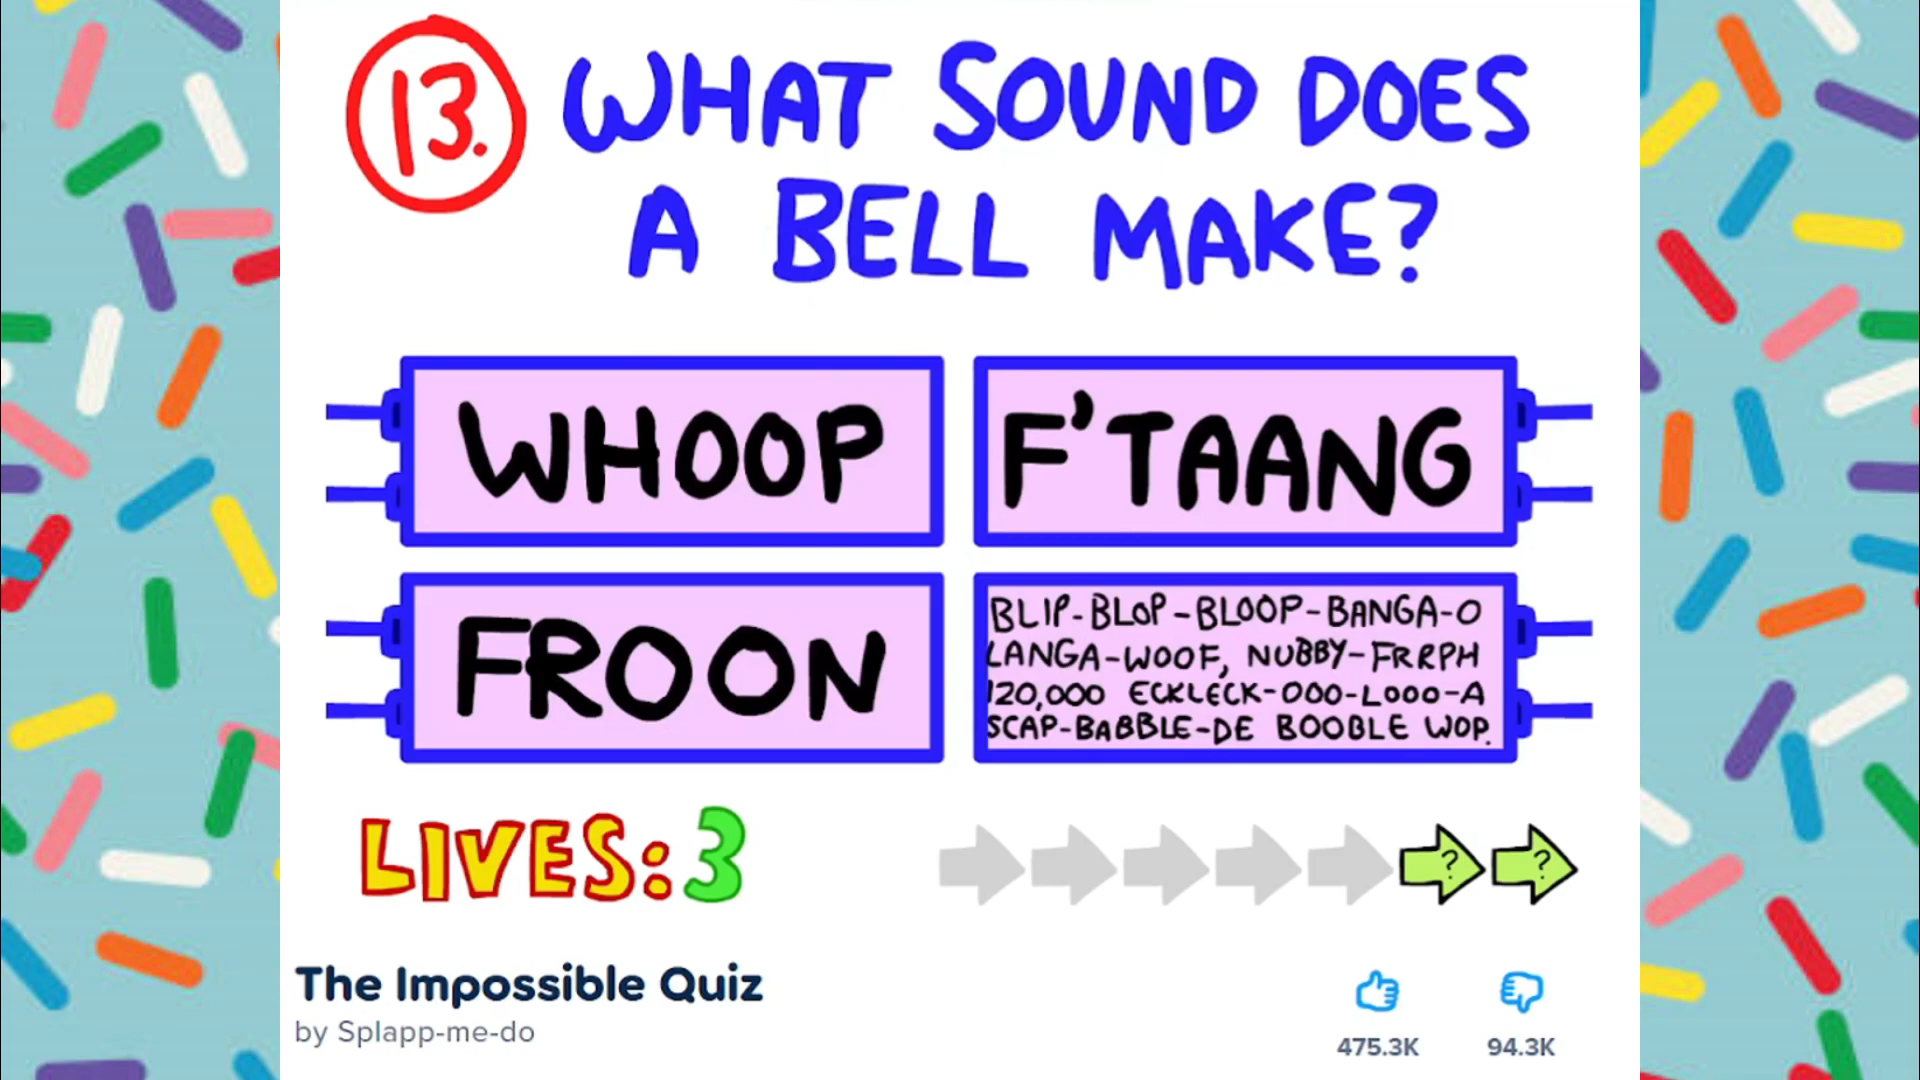 13. WHAT SOUND DOES
A BELL MAKE?
WHOOP
F'TAANG
FROON
BLIP-BLOP-BLOOP-BANGA-O
LANGA-WOOF, NUBBY-FRRPH
120,000 ECKLECK-OOO-LOOO-A
SCAP-BABBLE-DE BOOBLE WOP.
LIVES: 3
? ?
The Impossible Quiz
by Splapp-me-do
475.3K
94.3K